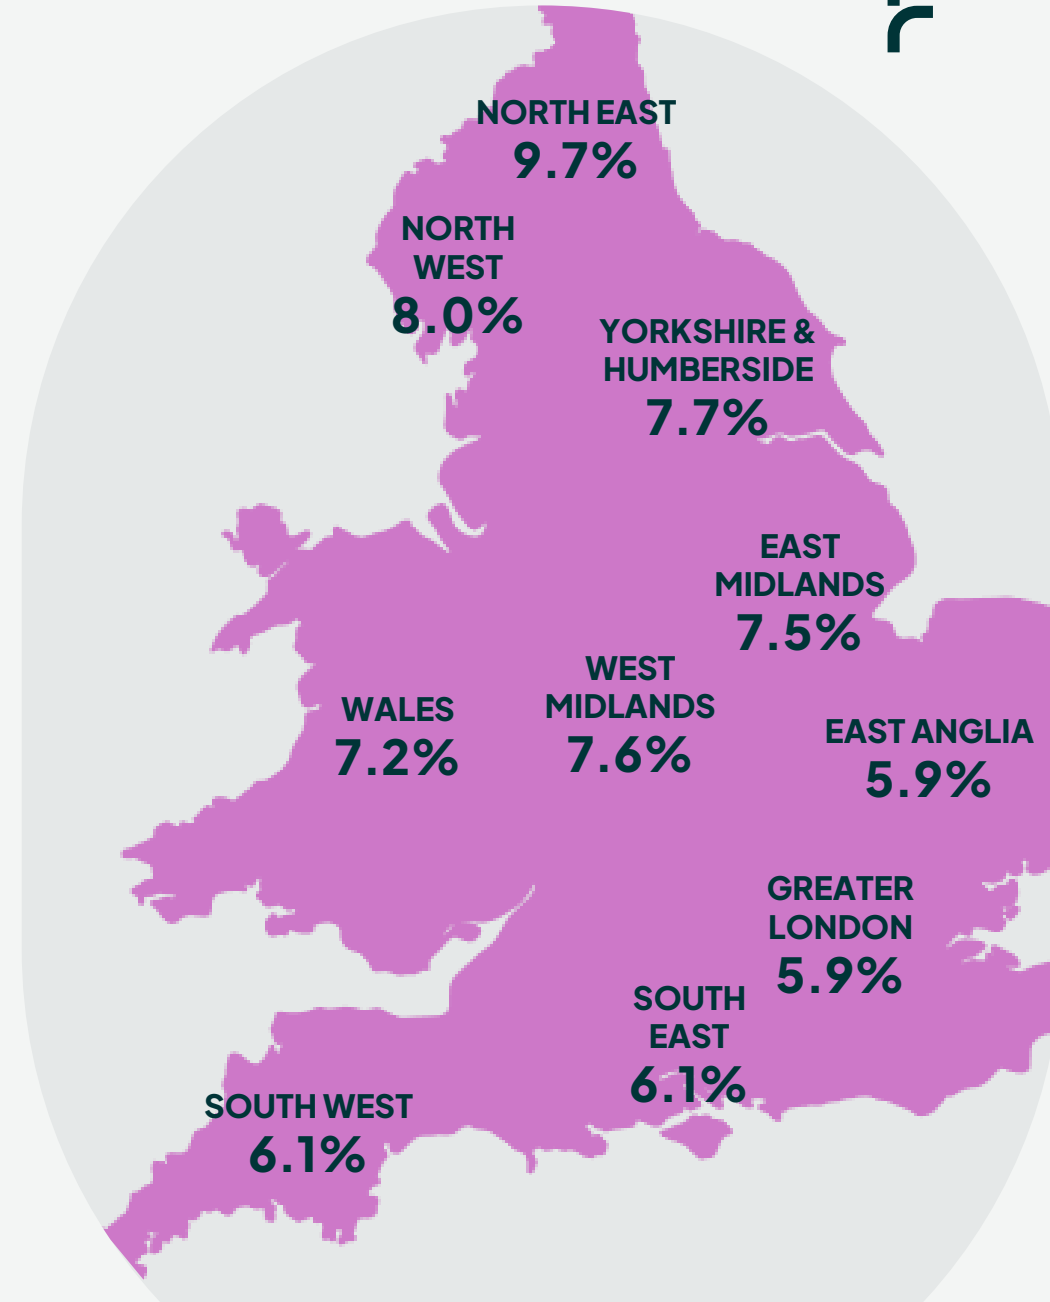 NORTH EAST
9.7%
NORTH
WEST
8.0%
YORKSHIRE &
HUMBERSIDE
7.7%
EAST
MIDLANDS
7.5%
WEST
MIDLANDS
7.6%
WALES
7.2%
EAST ANGLIA
5.9%
GREATER
LONDON
5.9%
SOUTH
EAST
6.1%
SOUTH WEST
6.1%